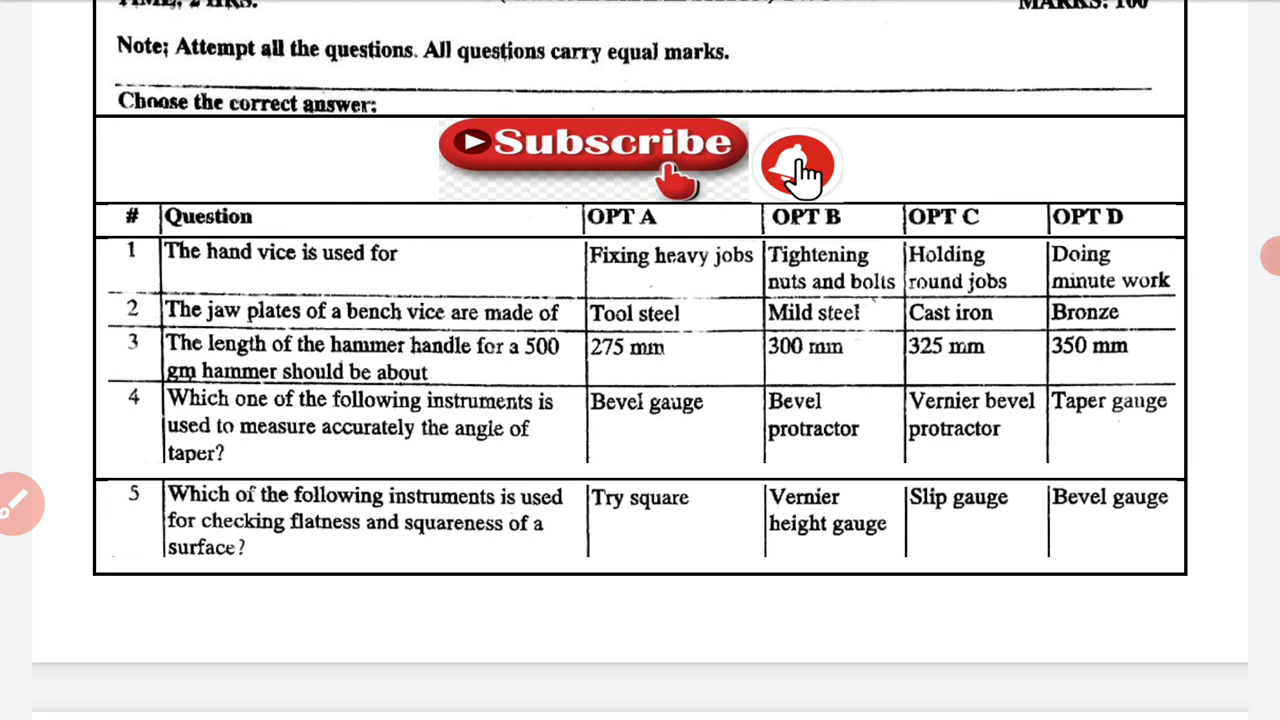 MARKS: 100
Note; Attempt all the questions. All questions carry equal marks.
Choose the correct answer:
Subscribe
# Question OPT A OPT B OPT C OPT D
1 The hand vice is used for Fixing heavy jobs Tightening Holding Doing
nuts and bolts round jobs minute work
2 The jaw plates of a bench vice are made of Tool steel Mild steel Cast iron Bronze
3 The length of the hammer handle for a 500 275 mm 300 mm 325 mm 350 mm
gm hammer should be about
4 Which one of the following instruments is Bevel gauge Bevel Vernier bevel Taper gauge
used to measure accurately the angle of protractor protractor
taper?
5 Which of the following instruments is used Try square Vernier Slip gauge Bevel gauge
for checking flatness and squareness of a height gauge
surface?